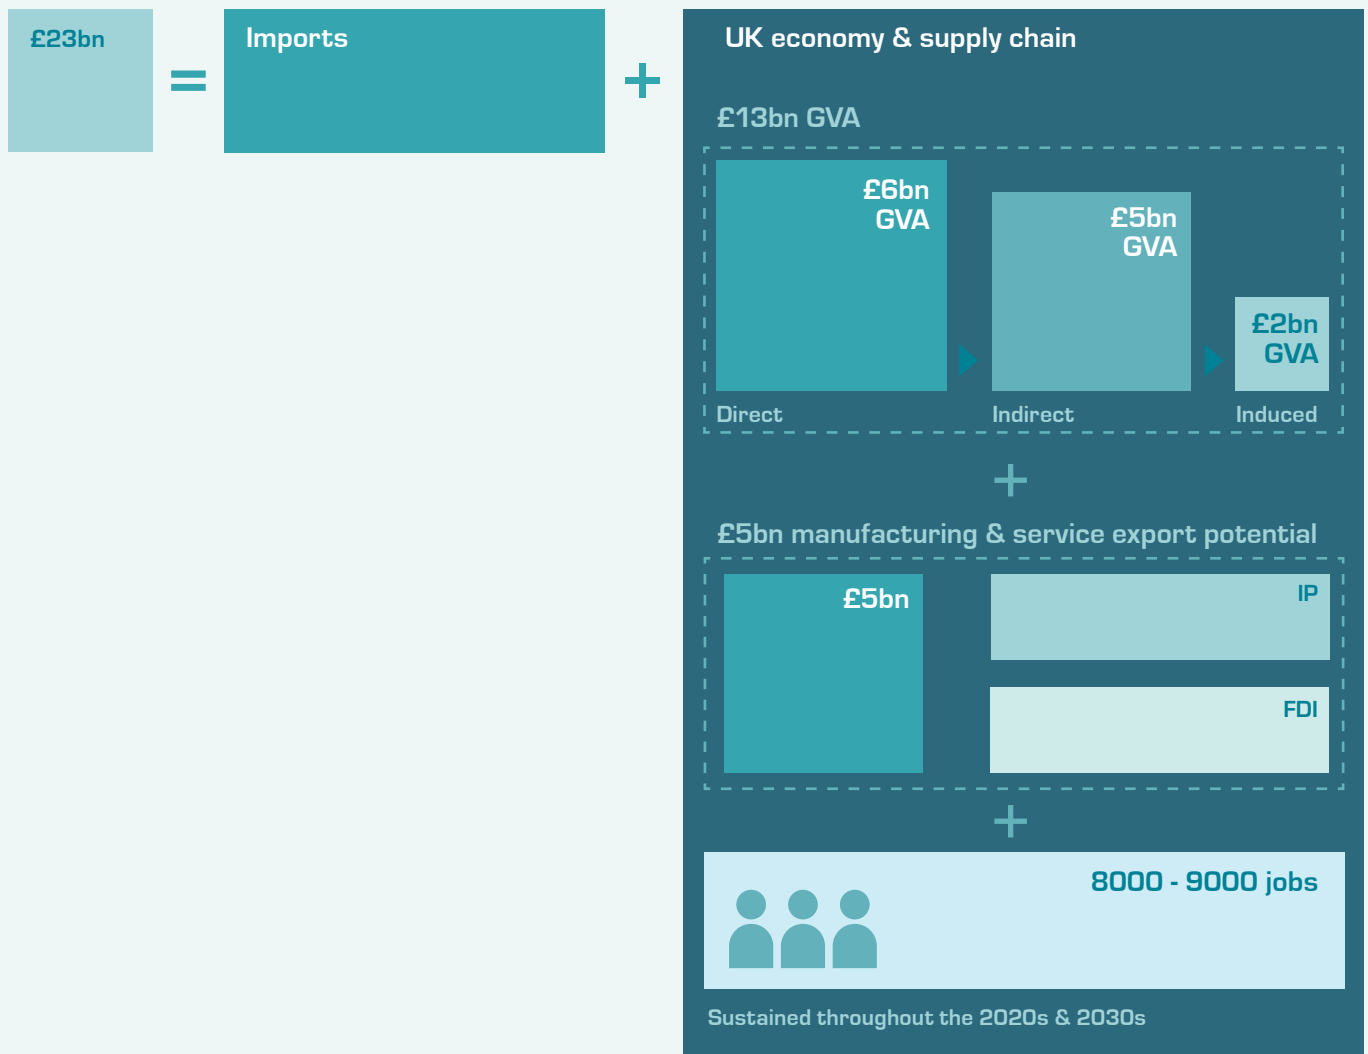 £23bn
=
Imports
+
UK economy & supply chain
£13bn GVA
£6bn
GVA
Direct
£5bn
GVA
Indirect
£2bn
GVA
Induced
+
£5bn manufacturing & service export potential
£5bn
IP
FDI
+
8000 - 9000 jobs
Sustained throughout the 2020s & 2030s